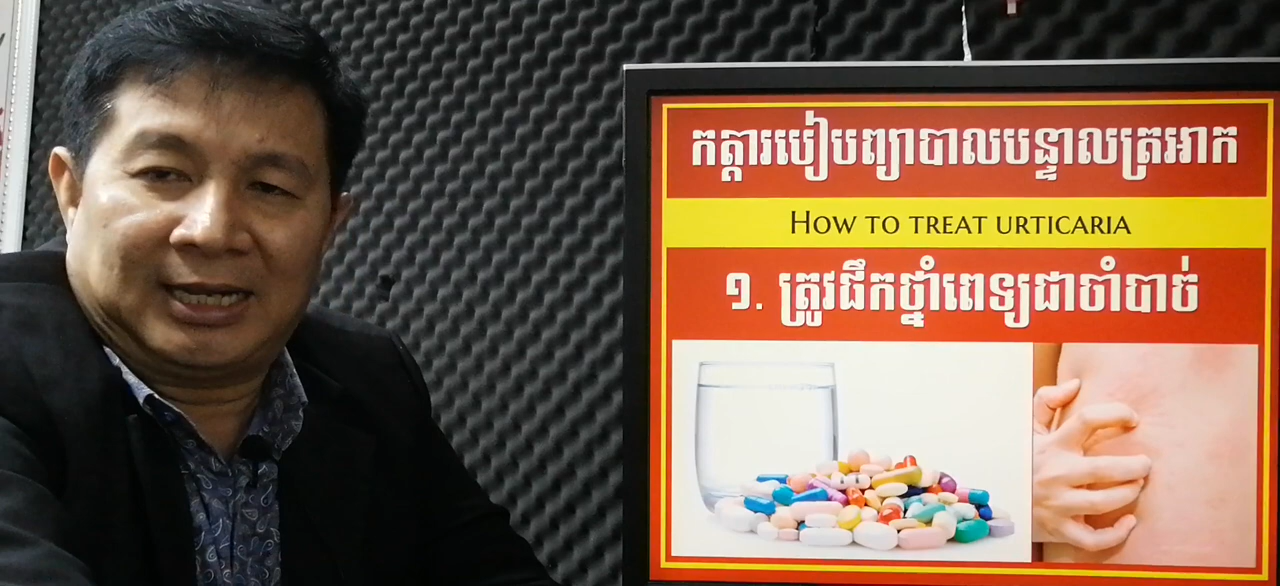 កត្តារបៀបព្យាបាលបន្ទាលត្រអាក
How to treat urticaria
១. ត្រូវផឹកថ្នាំពេទ្យជាចាំបាច់